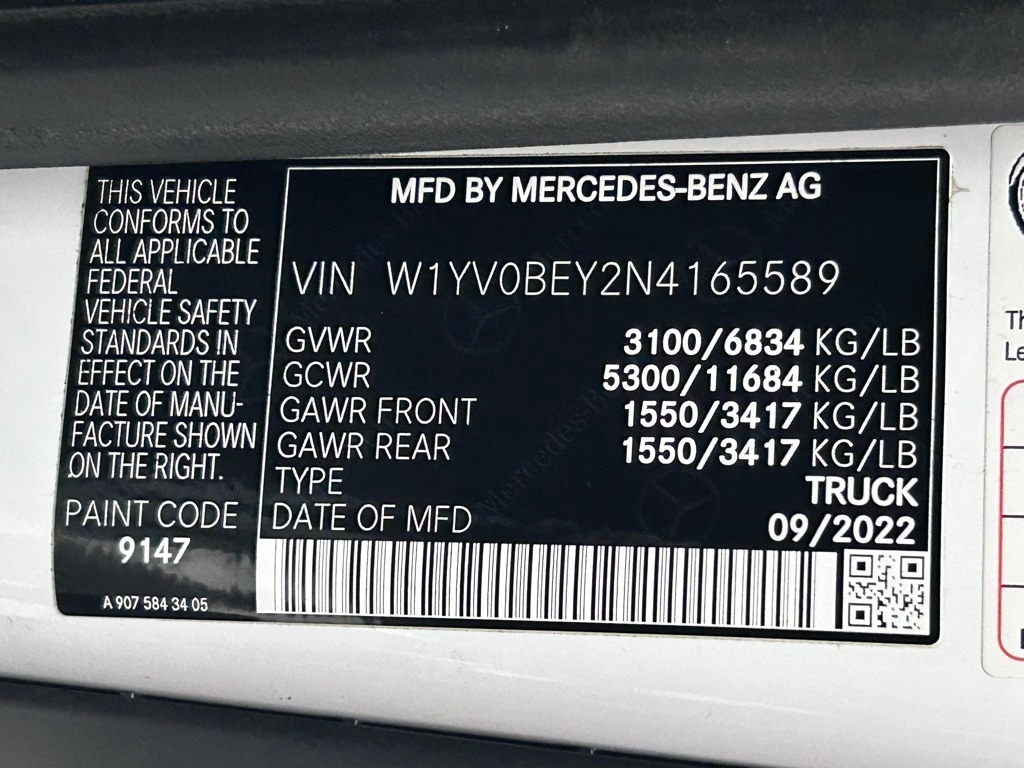 THIS VEHICLE
CONFORMS TO
ALL APPLICABLE
FEDERAL
VEHICLE SAFETY
STANDARDS IN
EFFECT ON THE
DATE OF MANU-
FACTURE SHOWN
ON THE RIGHT.
PAINT CODE
9147
A 907 584 34 05
MFD BY MERCEDES-BENZ AG
VIN W1YV0BEY2N4165589
GVWR 3100/6834 KG/LB
GCWR 5300/11684 KG/LB
GAWR FRONT 1550/3417 KG/LB
GAWR REAR 1550/3417 KG/LB
TYPE TRUCK
DATE OF MFD 09/2022